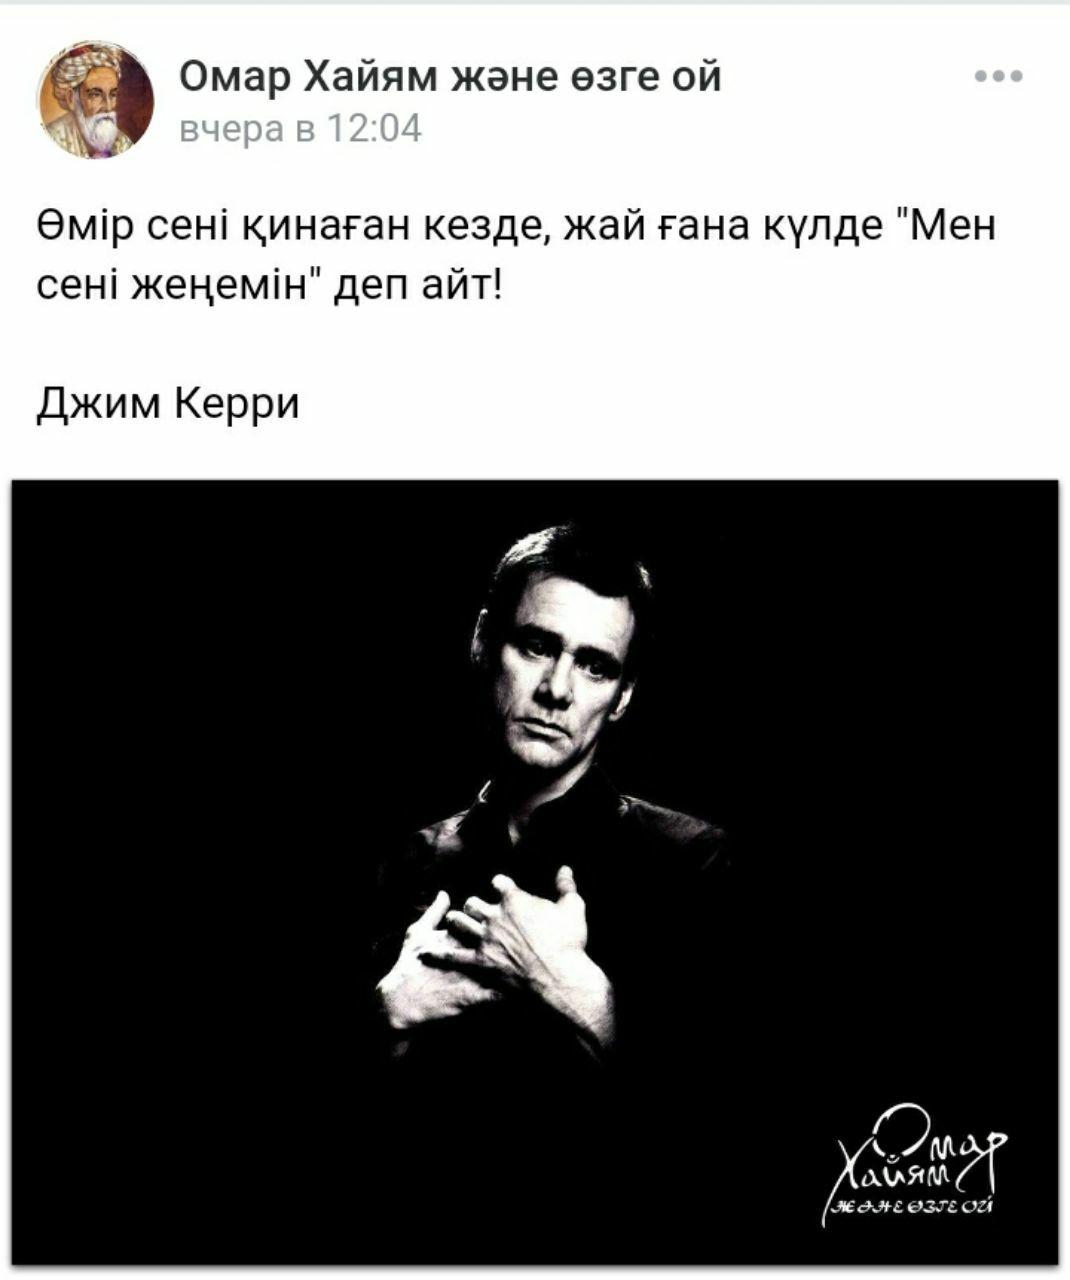 Омар Хайям және өзге ой
вчера в 12:04
Өмір сені қинаған кезде, жай ғана күлде "Мен
сені жеңемін" деп айт!
Джим Керри
Омар
Хайям
ЖӘНЕ ӨЗГЕ ОЙ